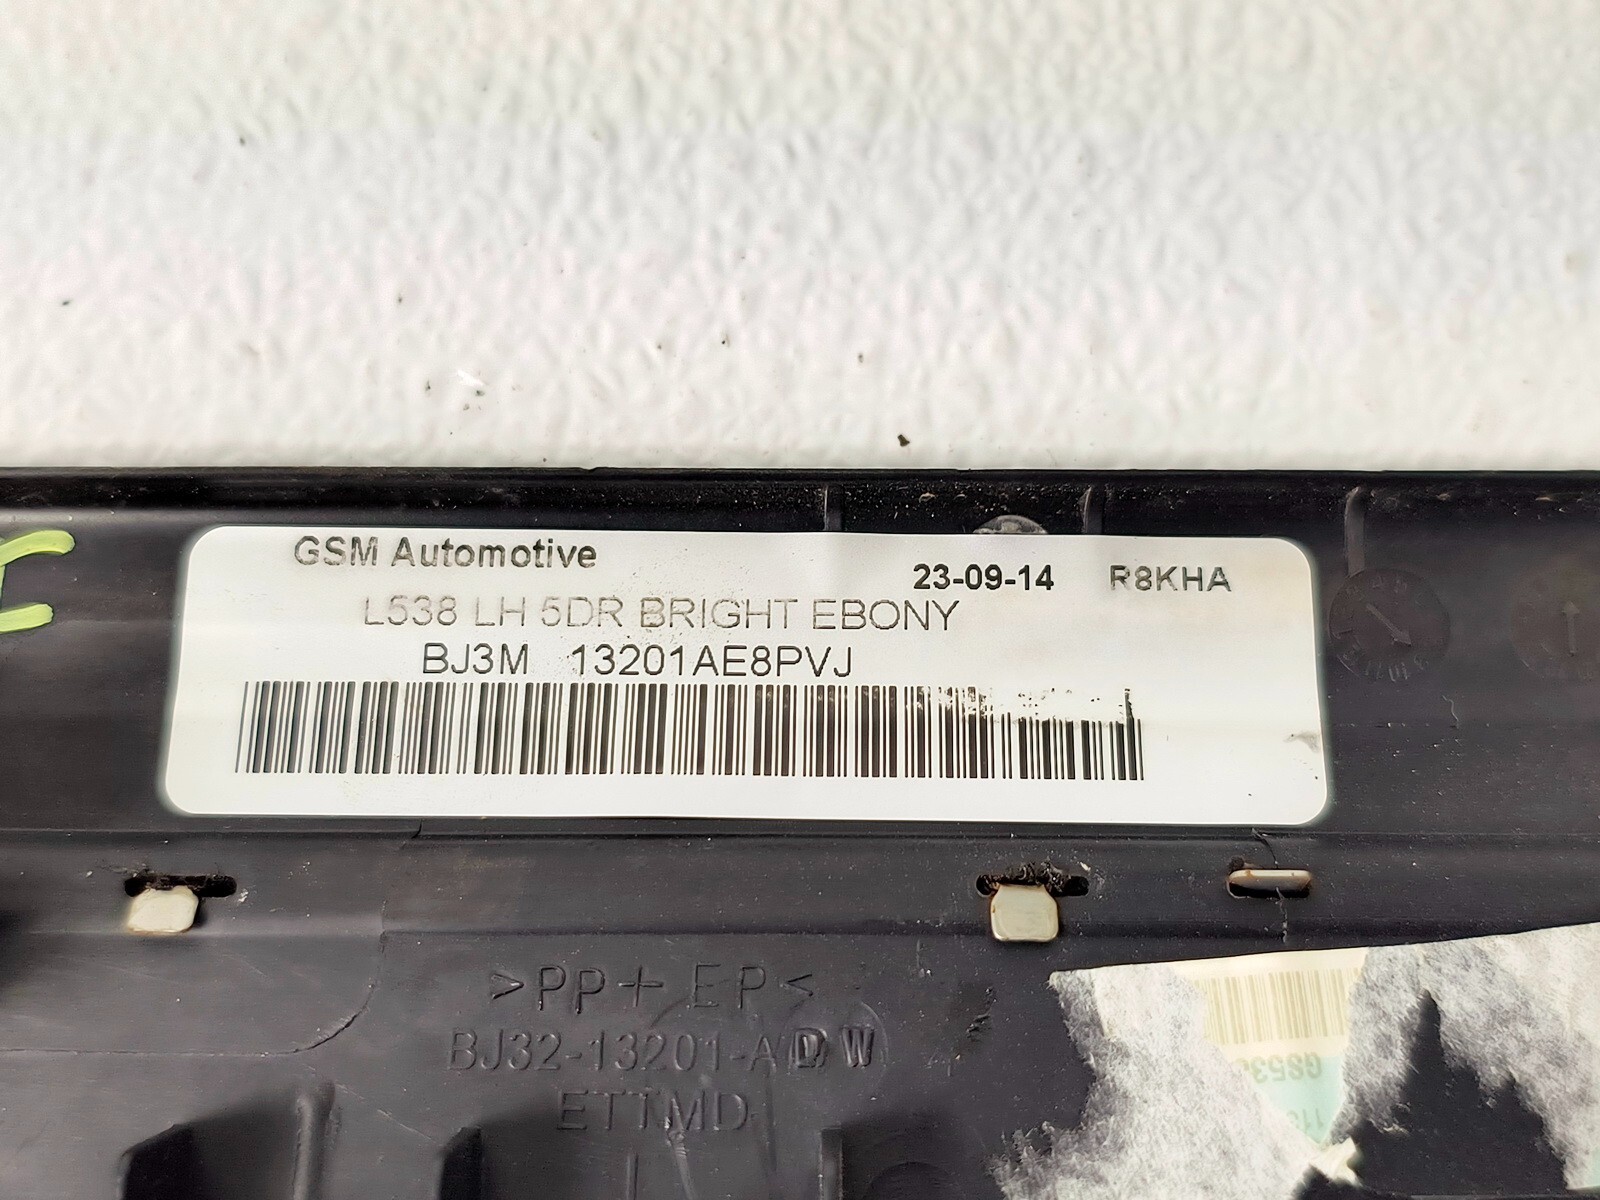 GSM Automotive
23-09-14 R8KHA
L538 LH 5DR BRIGHT EBONY
BJ3M 13201AE8PVJ
>PP+EP<
BJ32-13201-ADW
ETTMD